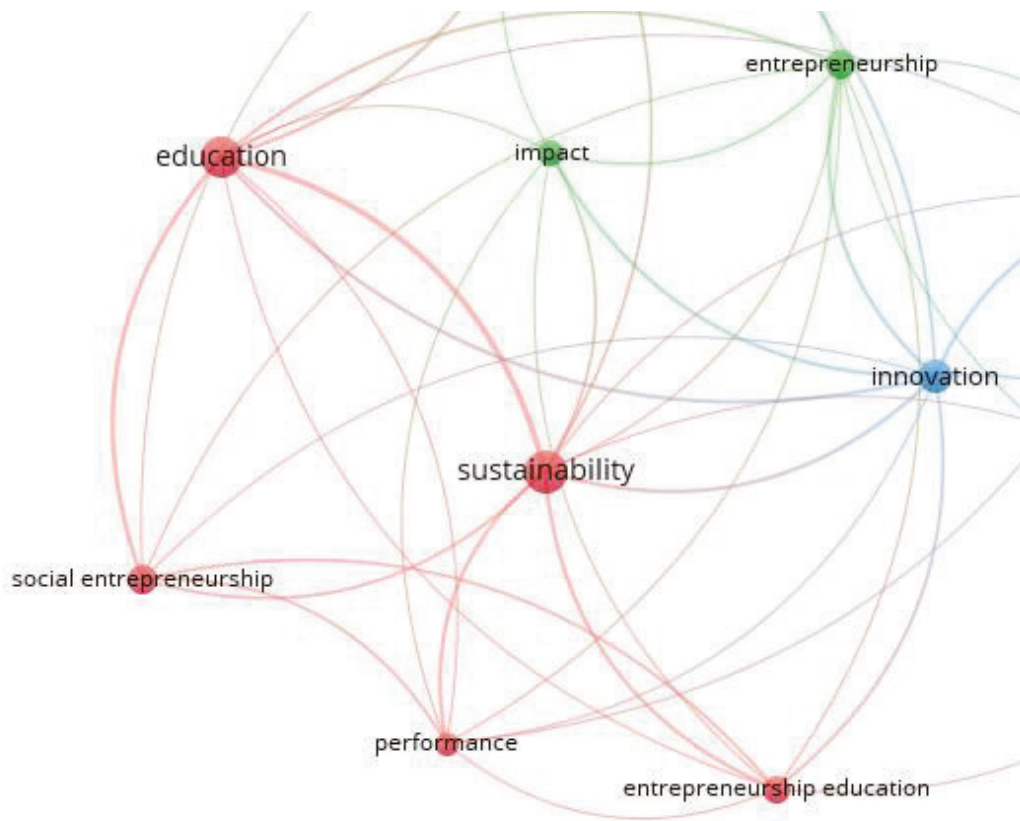 entrepreneurship
impact
education
innovation
sustainability
social entrepreneurship
performance
entrepreneurship education